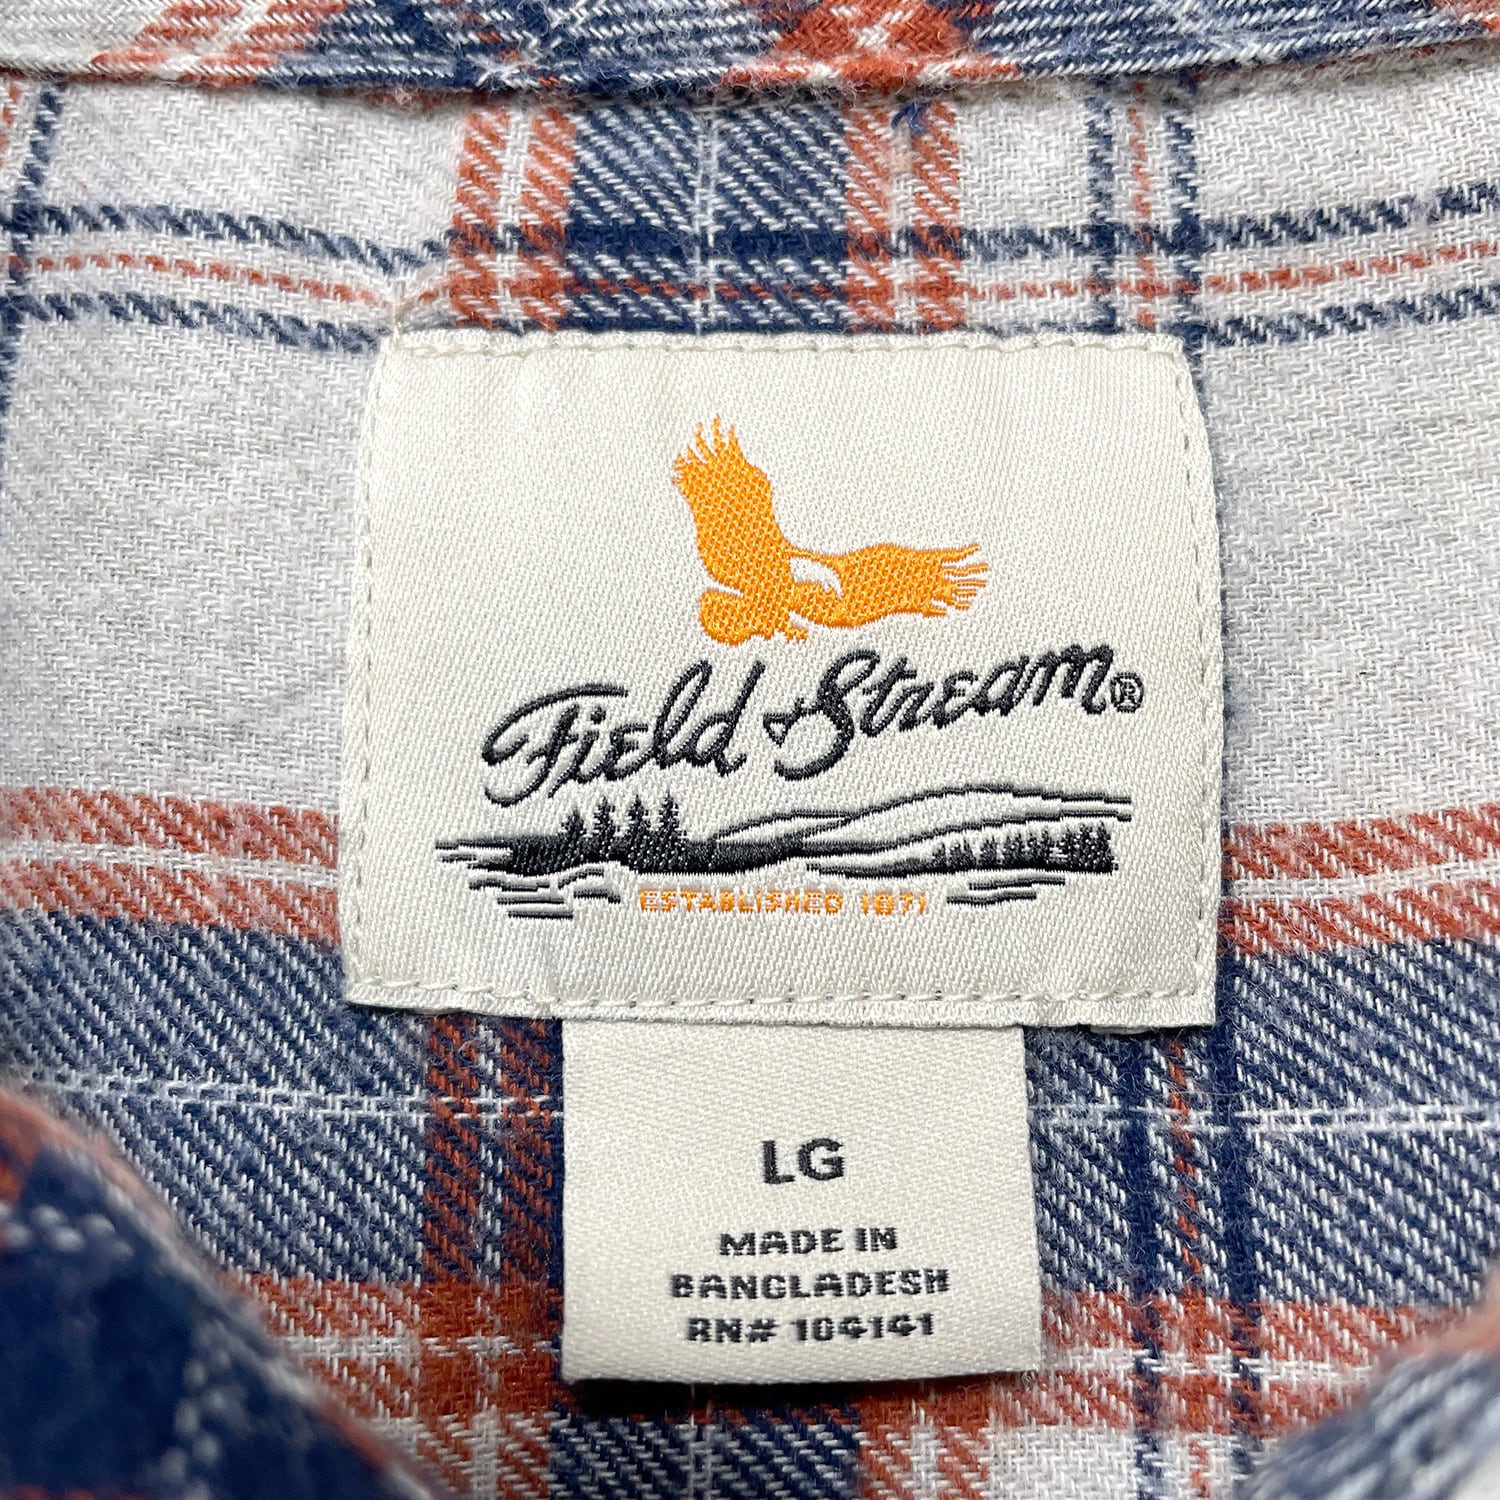 Field & Stream®
ESTABLISHED 1871
LG
MADE IN
BANGLADESH
RN# 104141